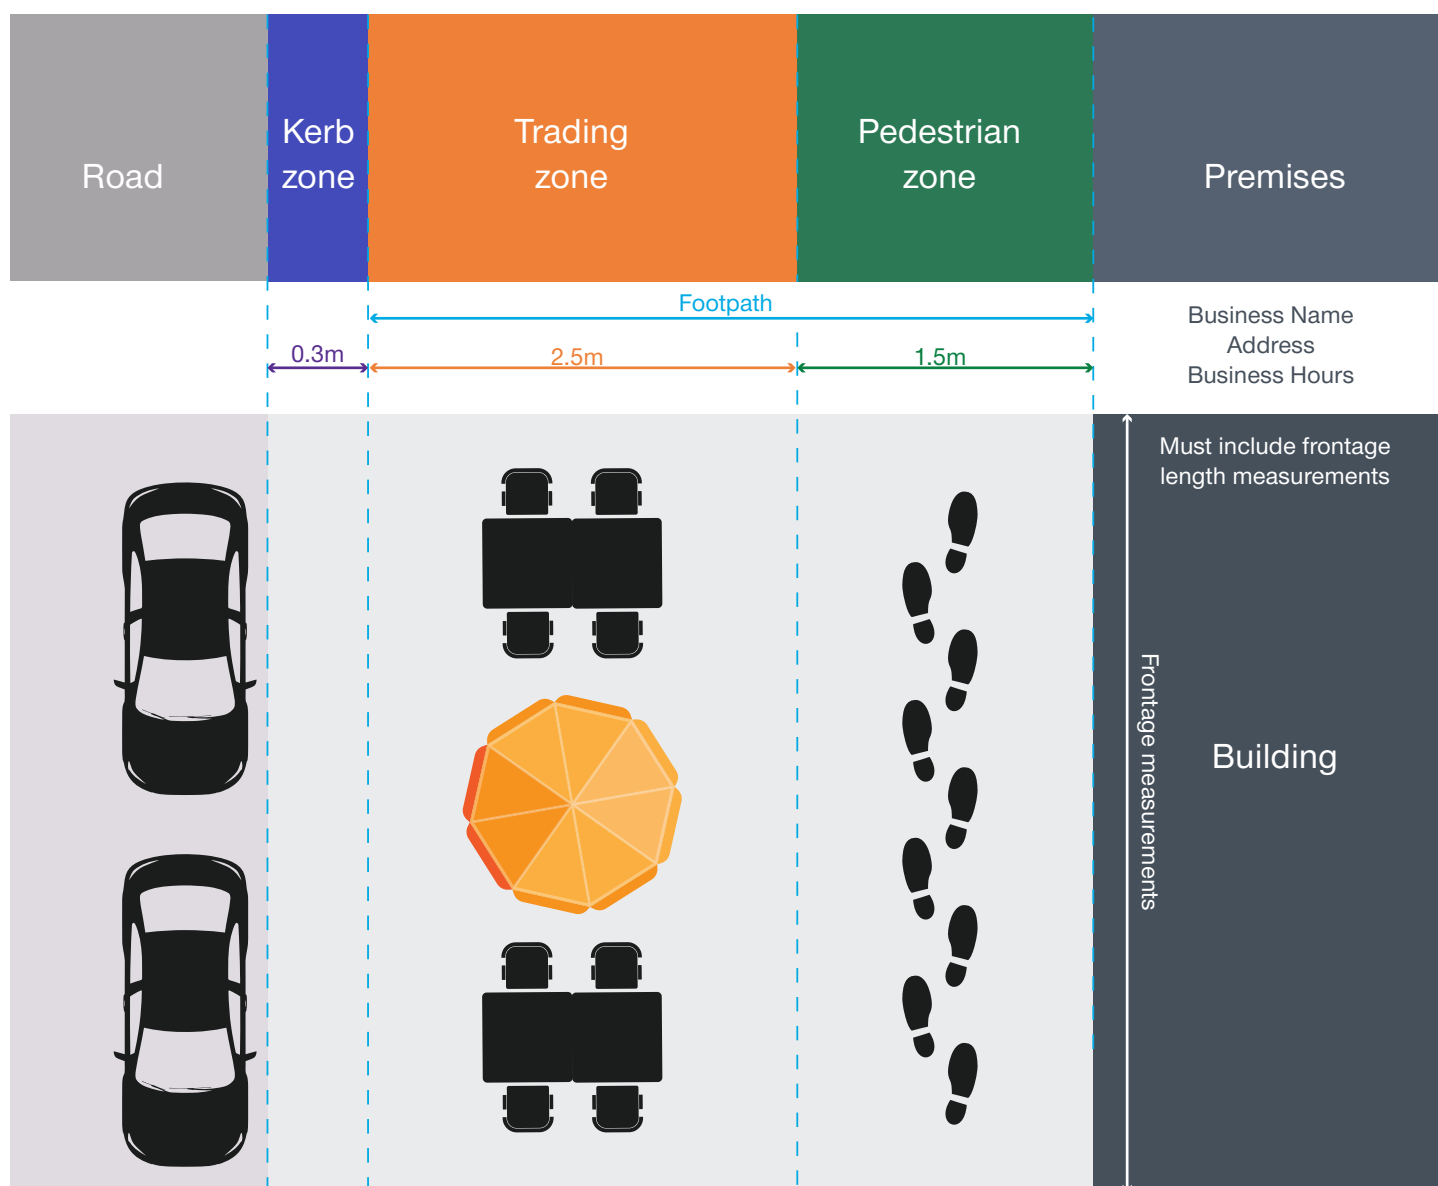 Road
Kerb
zone
Trading
zone
Pedestrian
zone
Premises
Footpath
0.3m
2.5m
1.5m
Business Name
Address
Business Hours
Must include frontage
length measurements
Frontage measurements
Building